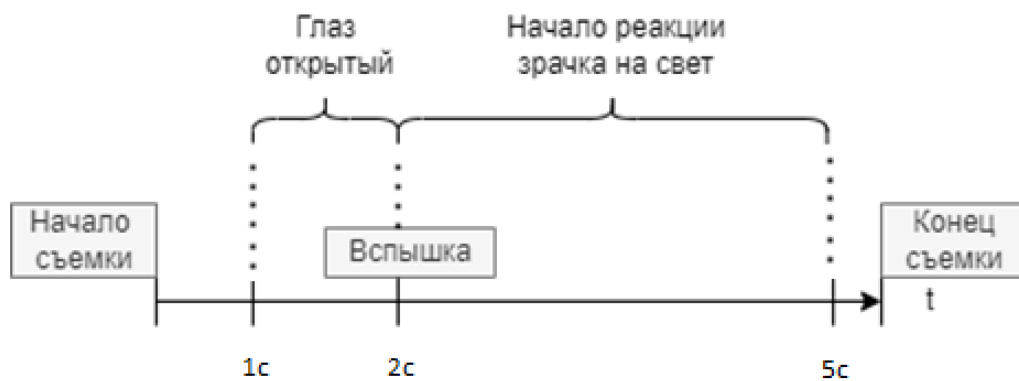 Глаз
открытый
Начало реакции
зрачка на свет
Начало
съемки
Вспышка
Конец
съемки
t
1с
2с
5с